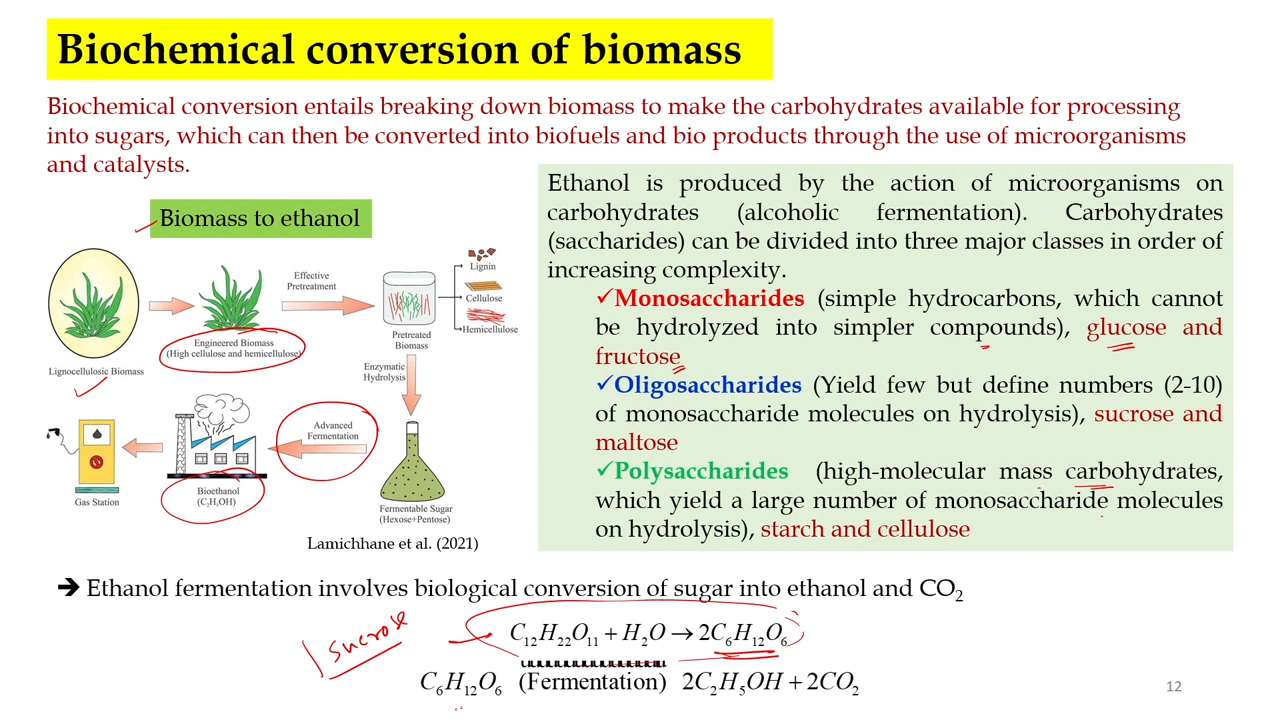 Biochemical conversion of biomass
Biochemical conversion entails breaking down biomass to make the carbohydrates available for processing
into sugars, which can then be converted into biofuels and bio products through the use of microorganisms
and catalysts.
Biomass to ethanol
Lignocellulosic Biomass
Engineered Biomass
(High cellulose and hemicellulose)
Effective
Pretreatment
Pretreated
Biomass
Lignin
Cellulose
Hemicellulose
Enzymatic
Hydrolysis
Fermentable Sugar
(Hexose+Pentose)
Advanced
Fermentation
Bioethanol
(C₂H₅OH)
Gas Station
Lamichhane et al. (2021)
Ethanol is produced by the action of microorganisms on
carbohydrates (alcoholic fermentation). Carbohydrates
(saccharides) can be divided into three major classes in order of
increasing complexity.
✓Monosaccharides (simple hydrocarbons, which cannot
be hydrolyzed into simpler compounds), glucose and
fructose
✓Oligosaccharides (Yield few but define numbers (2-10)
of monosaccharide molecules on hydrolysis), sucrose and
maltose
✓Polysaccharides (high-molecular mass carbohydrates,
which yield a large number of monosaccharide molecules
on hydrolysis), starch and cellulose
➔ Ethanol fermentation involves biological conversion of sugar into ethanol and CO₂
Sucrose
C₁₂H₂₂O₁₁ + H₂O → 2C₆H₁₂O₆
C₆H₁₂O₆ (Fermentation) 2C₂H₅OH + 2CO₂
12